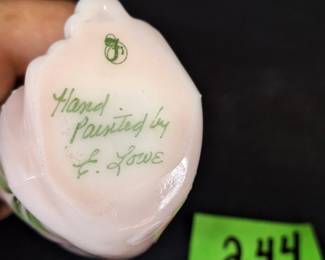 F
Hand
Painted by
E. Lowe
244